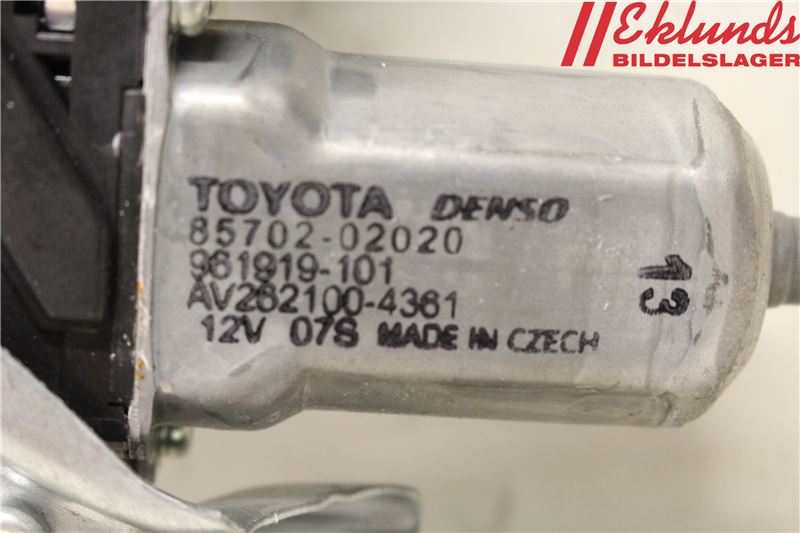 Eklunds
BILDELSLAGER
TOYOTA DENSO
85702-02020
961919-101
AV262100-4361
12V 07S MADE IN CZECH
13